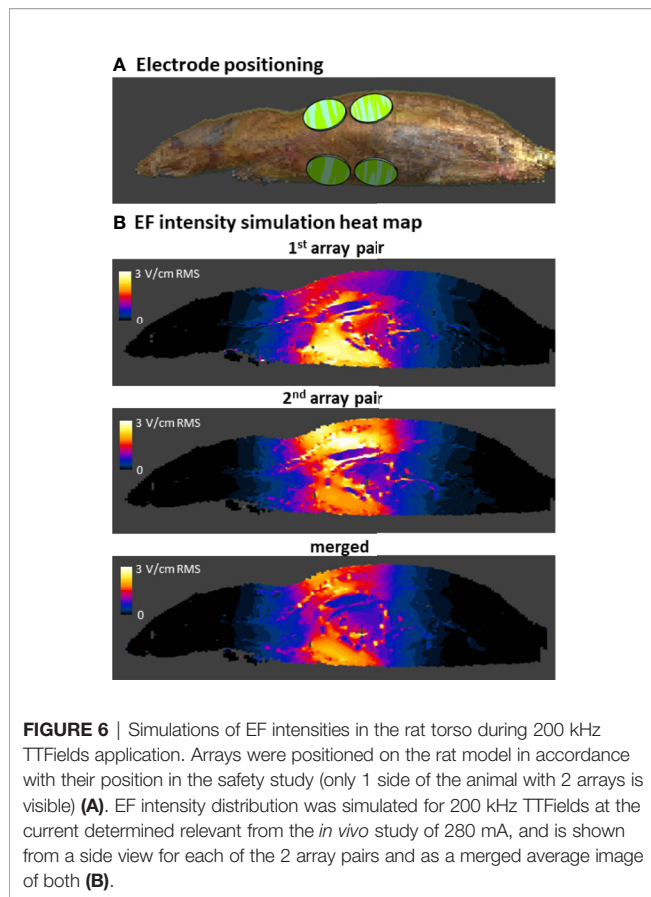 A Electrode positioning
B EF intensity simulation heat map
1st array pair
3 V/cm RMS
0
2nd array pair
3 V/cm RMS
0
merged
3 V/cm RMS
0
FIGURE 6 | Simulations of EF intensities in the rat torso during 200 kHz
TTFields application. Arrays were positioned on the rat model in accordance
with their position in the safety study (only 1 side of the animal with 2 arrays is
visible) (A). EF intensity distribution was simulated for 200 kHz TTFields at the
current determined relevant from the in vivo study of 280 mA, and is shown
from a side view for each of the 2 array pairs and as a merged average image
of both (B).